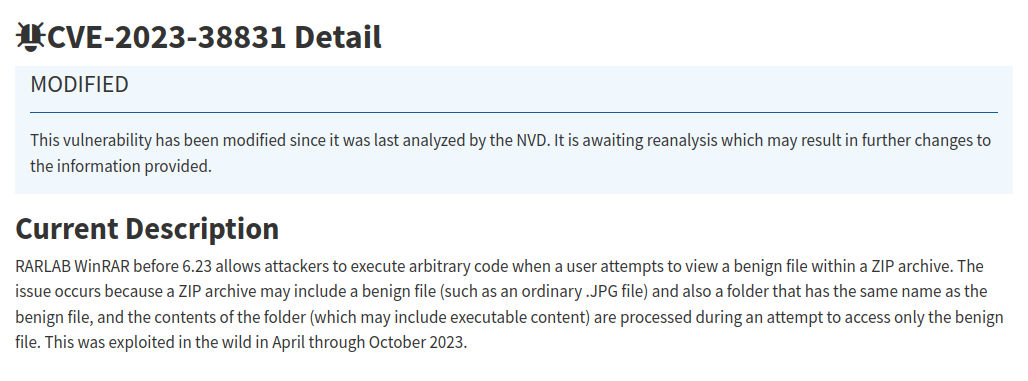 CVE-2023-38831 Detail
MODIFIED
This vulnerability has been modified since it was last analyzed by the NVD. It is awaiting reanalysis which may result in further changes to
the information provided.
Current Description
RARLAB WinRAR before 6.23 allows attackers to execute arbitrary code when a user attempts to view a benign file within a ZIP archive. The
issue occurs because a ZIP archive may include a benign file (such as an ordinary .JPG file) and also a folder that has the same name as the
benign file, and the contents of the folder (which may include executable content) are processed during an attempt to access only the benign
file. This was exploited in the wild in April through October 2023.